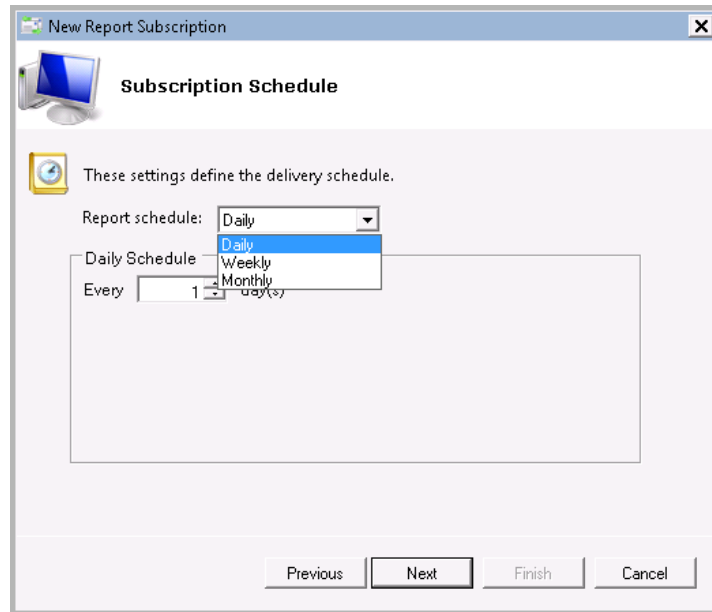 New Report Subscription
Subscription Schedule
These settings define the delivery schedule.
Report schedule: Daily
Daily
Weekly
Monthly
Daily Schedule
Every 1 day(s)
Previous Next Finish Cancel